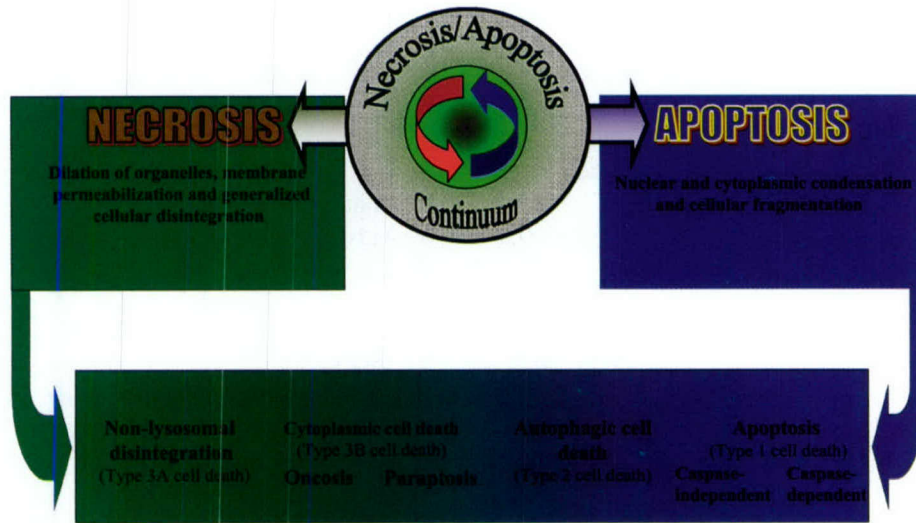 Necrosis/Apoptosis
Continuum
NECROSIS
Dilation of organelles, membrane
permeabilization and generalized
cellular disintegration
APOPTOSIS
Nuclear and cytoplasmic condensation
and cellular fragmentation
Non-lysosomal
disintegration
(Type 3A cell death)
Cytoplasmic cell death
(Type 3B cell death)
Oncosis Paraptosis
Autophagic cell
death
(Type 2 cell death)
Apoptosis
(Type 1 cell death)
Caspase-
independent
Caspase-
dependent